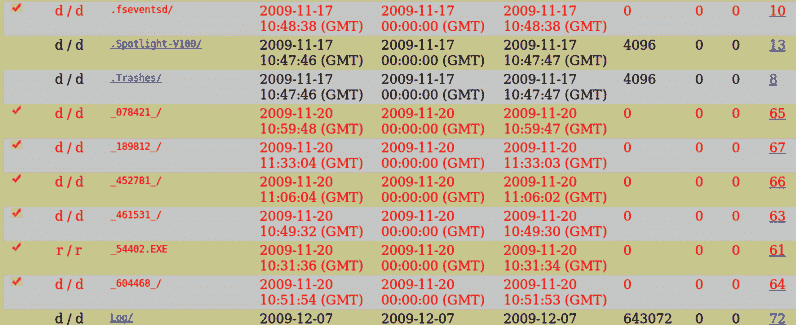 d / d .fseventsd/ 2009-11-17 2009-11-17 2009-11-17 0 0 0 10
10:48:38 (GMT) 00:00:00 (GMT) 10:48:38 (GMT)
d / d .Spotlight-V100/ 2009-11-17 2009-11-17 2009-11-17 4096 0 0 13
10:47:46 (GMT) 00:00:00 (GMT) 10:47:47 (GMT)
d / d .Trashes/ 2009-11-17 2009-11-17 2009-11-17 4096 0 0 8
10:47:46 (GMT) 00:00:00 (GMT) 10:47:47 (GMT)
d / d _078421_/ 2009-11-20 2009-11-20 2009-11-20 0 0 0 65
10:59:48 (GMT) 00:00:00 (GMT) 10:59:47 (GMT)
d / d _189812_/ 2009-11-20 2009-11-20 2009-11-20 0 0 0 67
11:33:04 (GMT) 00:00:00 (GMT) 11:33:03 (GMT)
d / d _452781_/ 2009-11-20 2009-11-20 2009-11-20 0 0 0 66
11:06:04 (GMT) 00:00:00 (GMT) 11:06:02 (GMT)
d / d _461531_/ 2009-11-20 2009-11-20 2009-11-20 0 0 0 63
10:49:32 (GMT) 00:00:00 (GMT) 10:49:30 (GMT)
r / r _54402.EXE 2009-11-20 2009-11-20 2009-11-20 0 0 0 61
10:31:36 (GMT) 00:00:00 (GMT) 10:31:34 (GMT)
d / d _604468_/ 2009-11-20 2009-11-20 2009-11-20 0 0 0 64
10:51:54 (GMT) 00:00:00 (GMT) 10:51:53 (GMT)
d / d Log/ 2009-12-07 2009-12-07 2009-12-07 643072 0 0 72